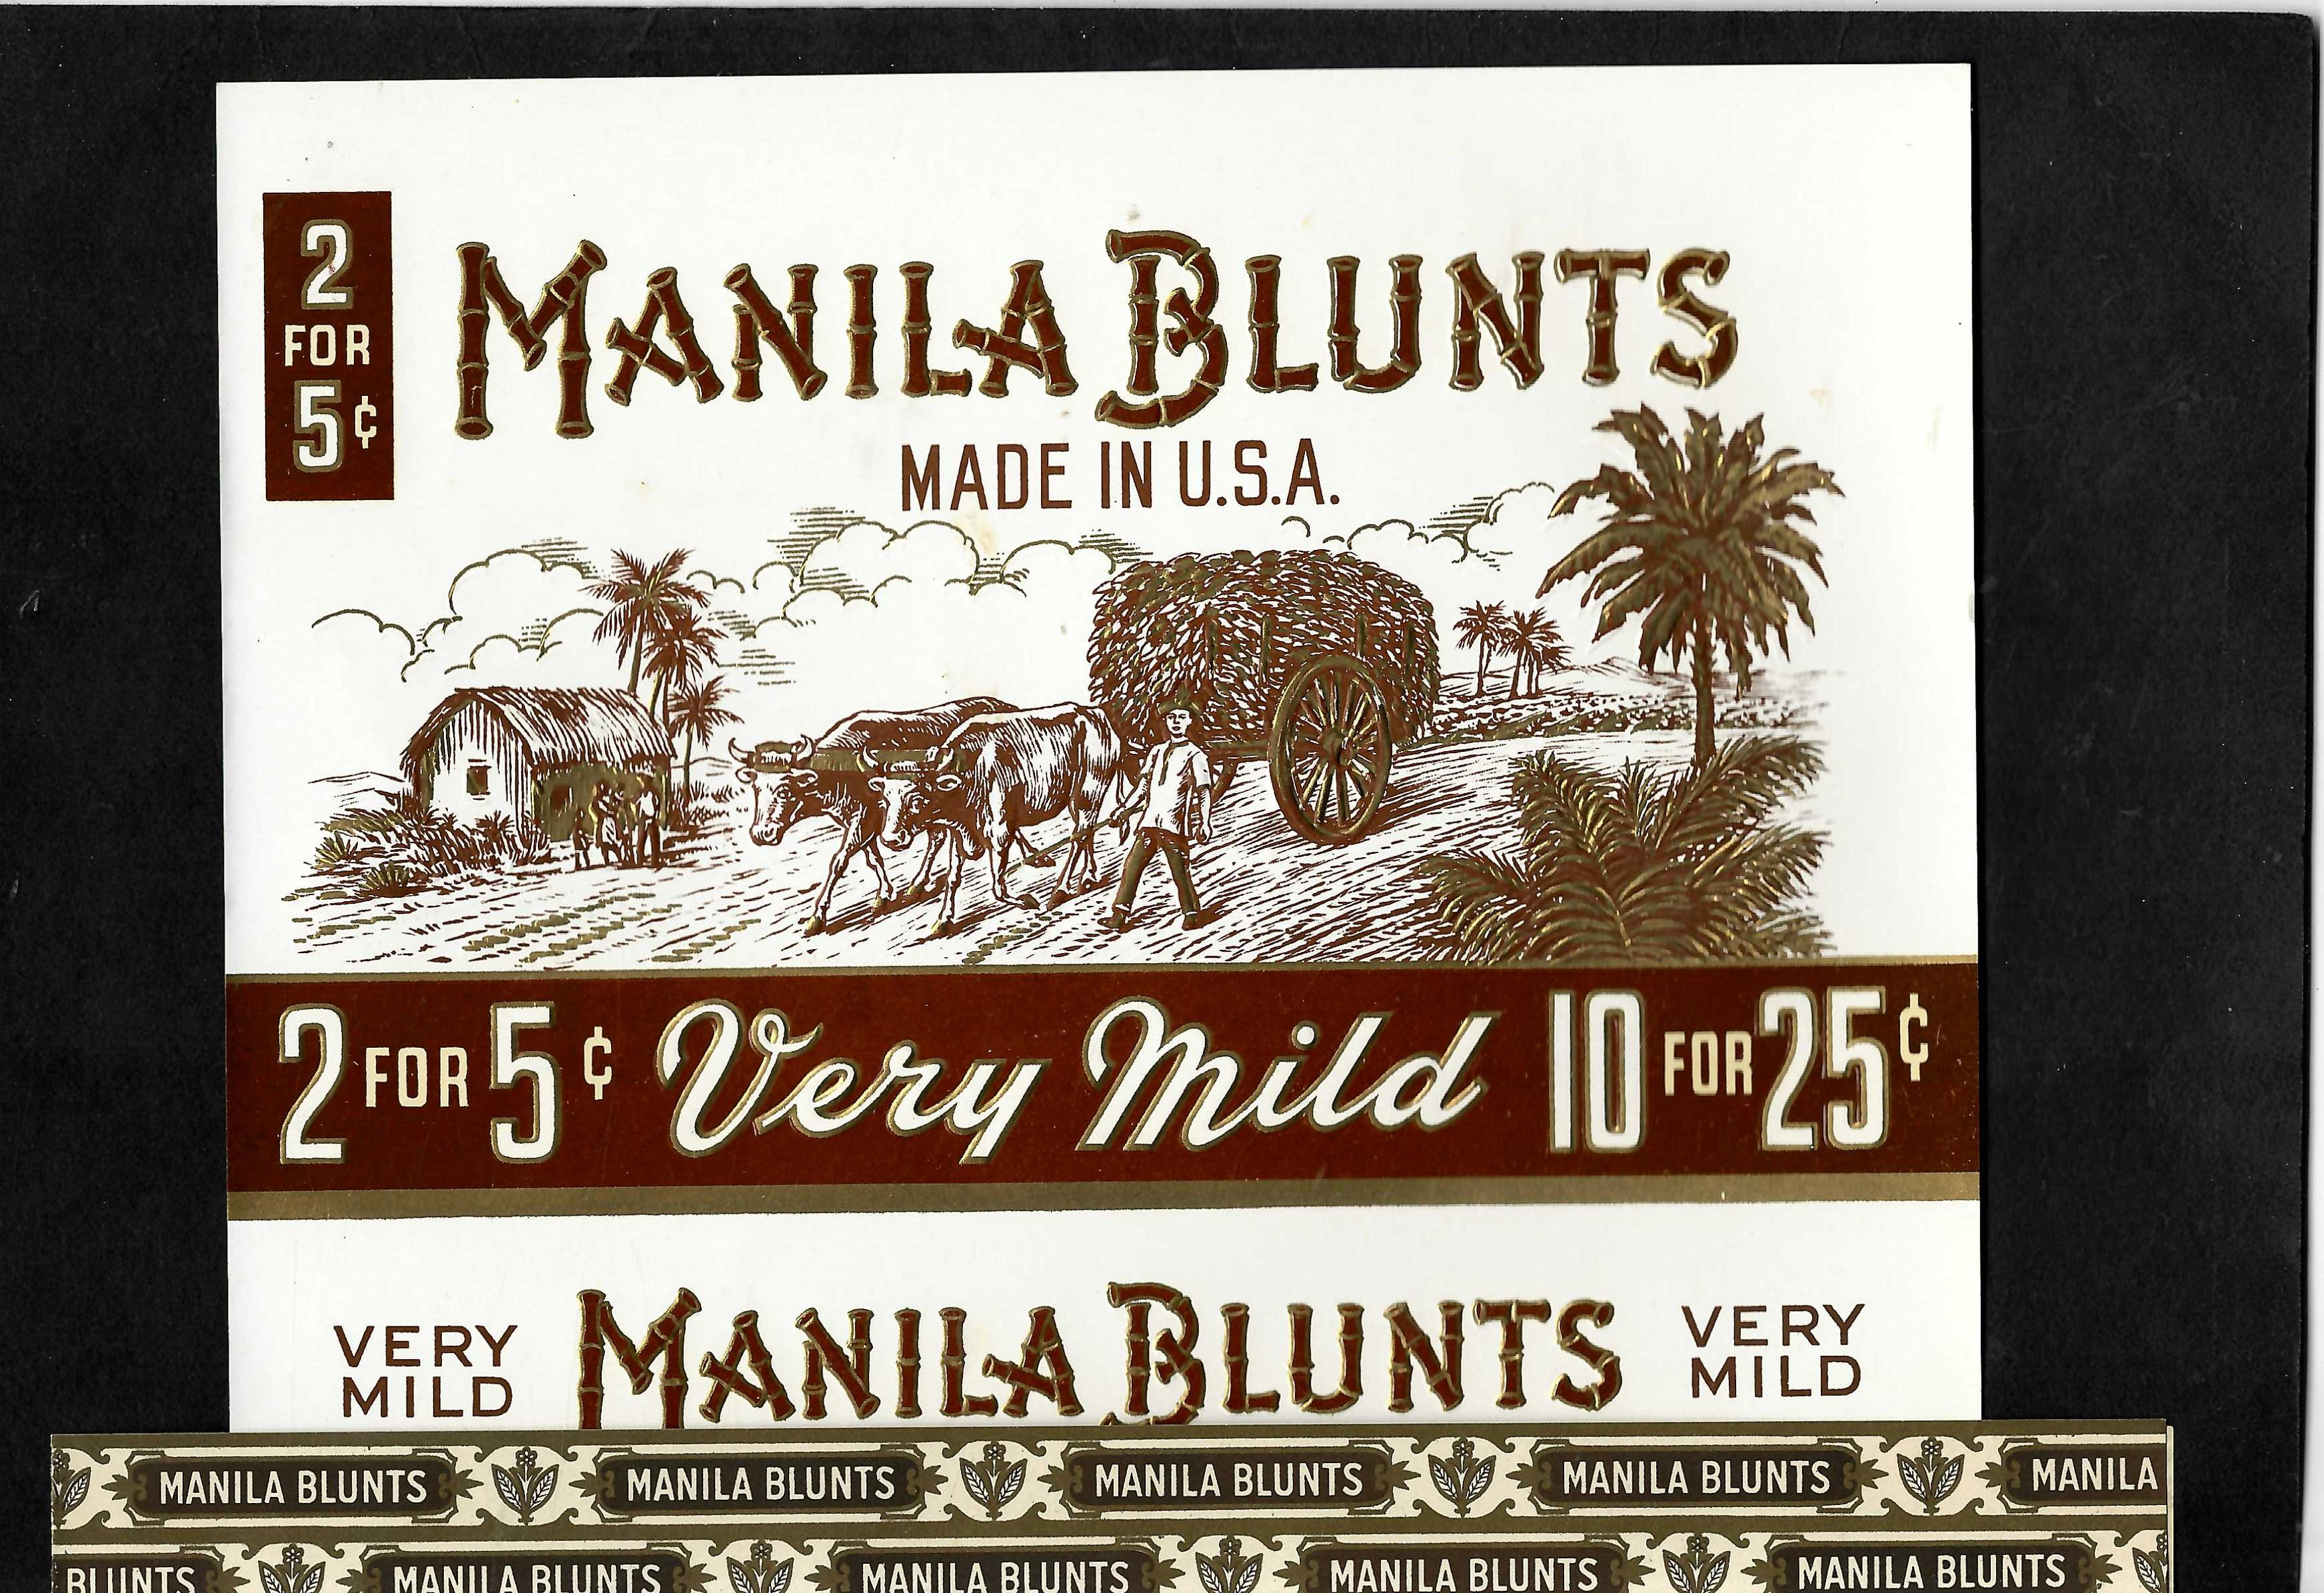 2
FOR
5¢
MANILA BLUNTS
MADE IN U.S.A.
2 FOR 5¢ Very Mild 10 FOR 25¢
VERY
MILD
MANILA BLUNTS
VERY
MILD
MANILA BLUNTS MANILA BLUNTS MANILA BLUNTS MANILA BLUNTS MANILA
BLUNTS MANILA BLUNTS MANILA BLUNTS MANILA BLUNTS MANILA BLUNTS